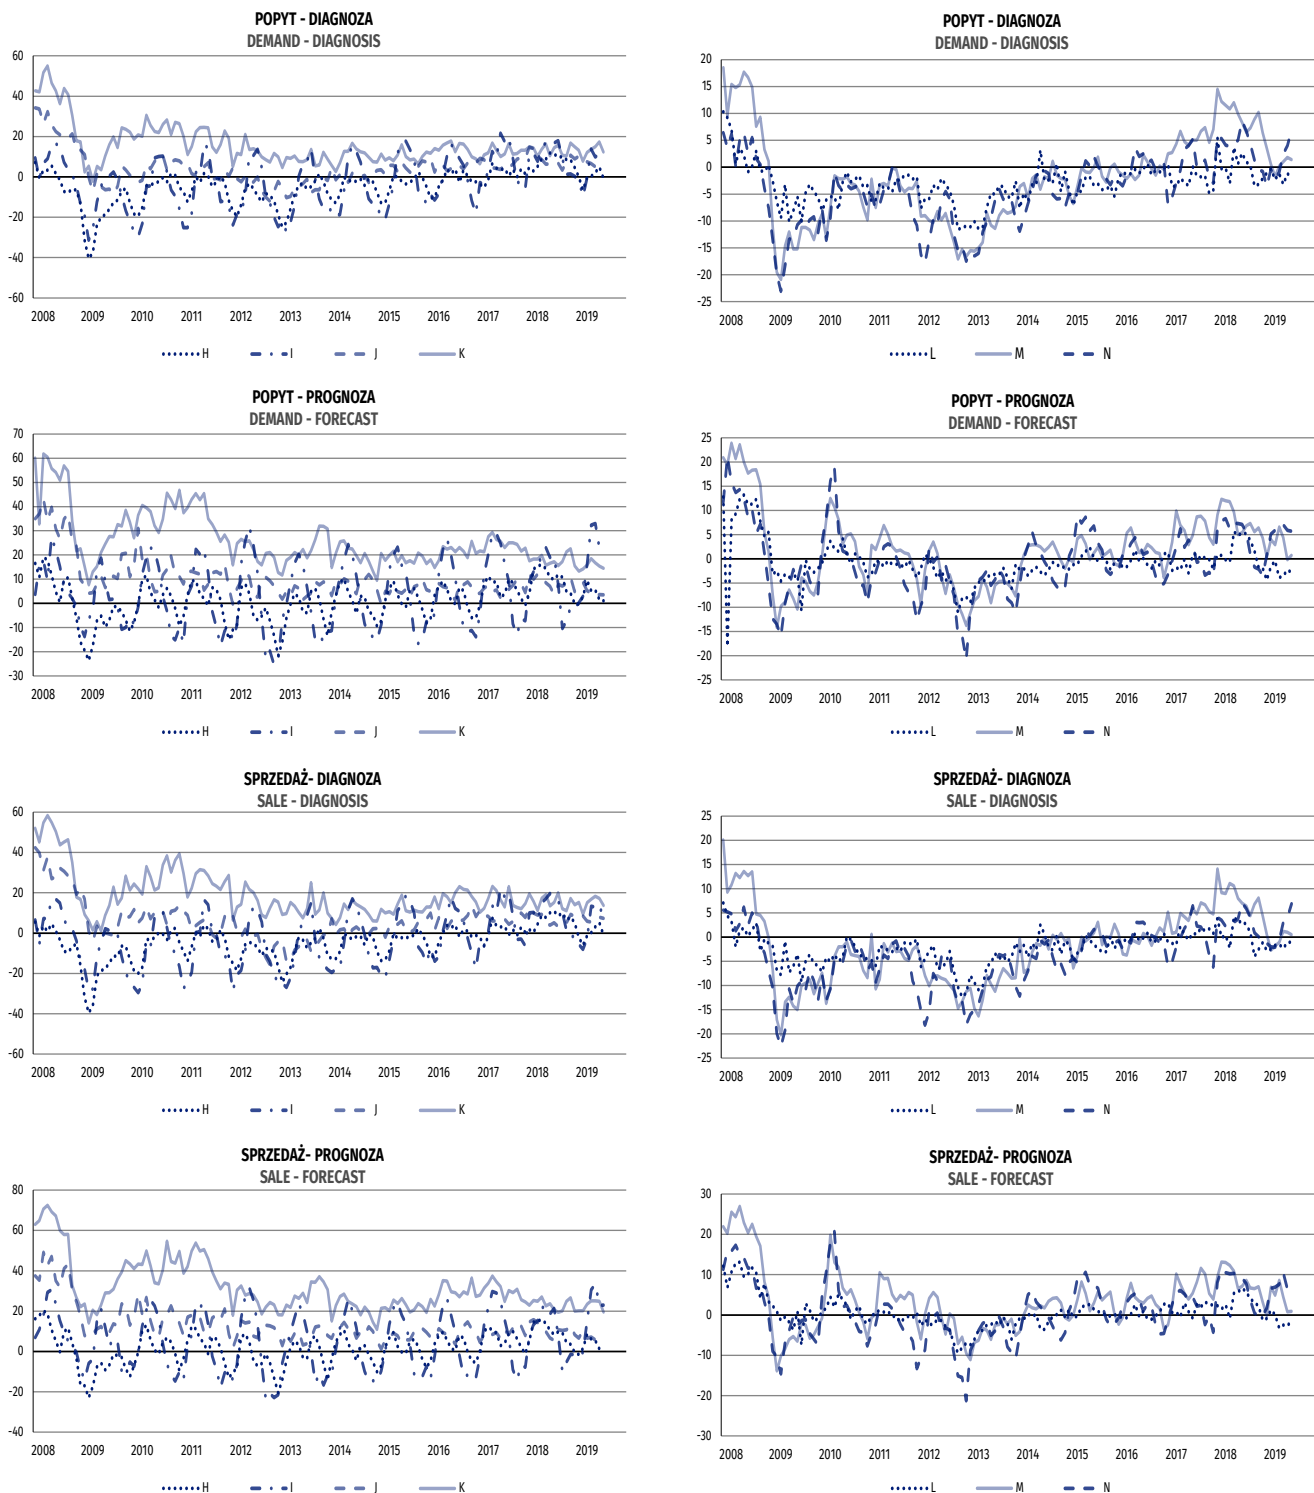 POPYT - DIAGNOZA
DEMAND - DIAGNOSIS
60
40
20
0
-20
-40
-60
2008 2009 2010 2011 2012 2013 2014 2015 2016 2017 2018 2019
H I J K
POPYT - DIAGNOZA
DEMAND - DIAGNOSIS
20
15
10
5
0
-5
-10
-15
-20
-25
2008 2009 2010 2011 2012 2013 2014 2015 2016 2017 2018 2019
L M N
POPYT - PROGNOZA
DEMAND - FORECAST
70
60
50
40
30
20
10
0
-10
-20
-30
2008 2009 2010 2011 2012 2013 2014 2015 2016 2017 2018 2019
H I J K
POPYT - PROGNOZA
DEMAND - FORECAST
25
20
15
10
5
0
-5
-10
-15
-20
-25
2008 2009 2010 2011 2012 2013 2014 2015 2016 2017 2018 2019
L M N
SPRZEDAŻ- DIAGNOZA
SALE - DIAGNOSIS
60
40
20
0
-20
-40
-60
2008 2009 2010 2011 2012 2013 2014 2015 2016 2017 2018 2019
H I J K
SPRZEDAŻ- DIAGNOZA
SALE - DIAGNOSIS
25
20
15
10
5
0
-5
-10
-15
-20
-25
2008 2009 2010 2011 2012 2013 2014 2015 2016 2017 2018 2019
L M N
SPRZEDAŻ- PROGNOZA
SALE - FORECAST
80
60
40
20
0
-20
-40
2008 2009 2010 2011 2012 2013 2014 2015 2016 2017 2018 2019
H I J K
SPRZEDAŻ- PROGNOZA
SALE - FORECAST
30
20
10
0
-10
-20
-30
2008 2009 2010 2011 2012 2013 2014 2015 2016 2017 2018 2019
L M N